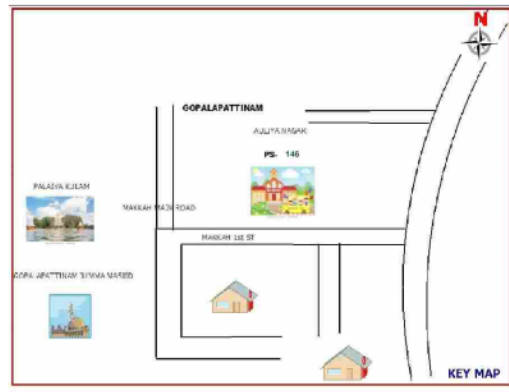 N
GOPALAPATTINAM
AULIYA NAGAR
PS- 146
PALAIYA KULAM
MAKKAH MAIN ROAD
MAKKAH 1st ST
GOPALAPATTINAM JUMMA MASJID
KEY MAP